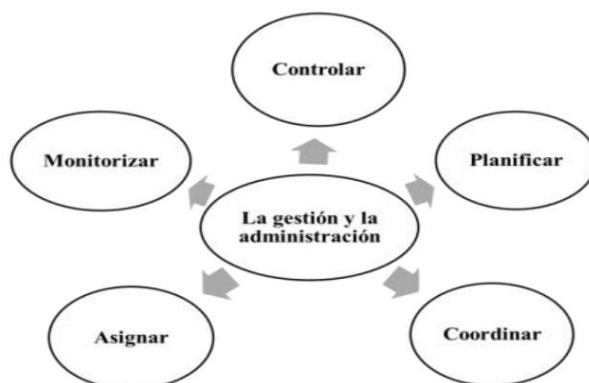 Controlar
Monitorizar
Planificar
La gestión y la
administración
Asignar
Coordinar